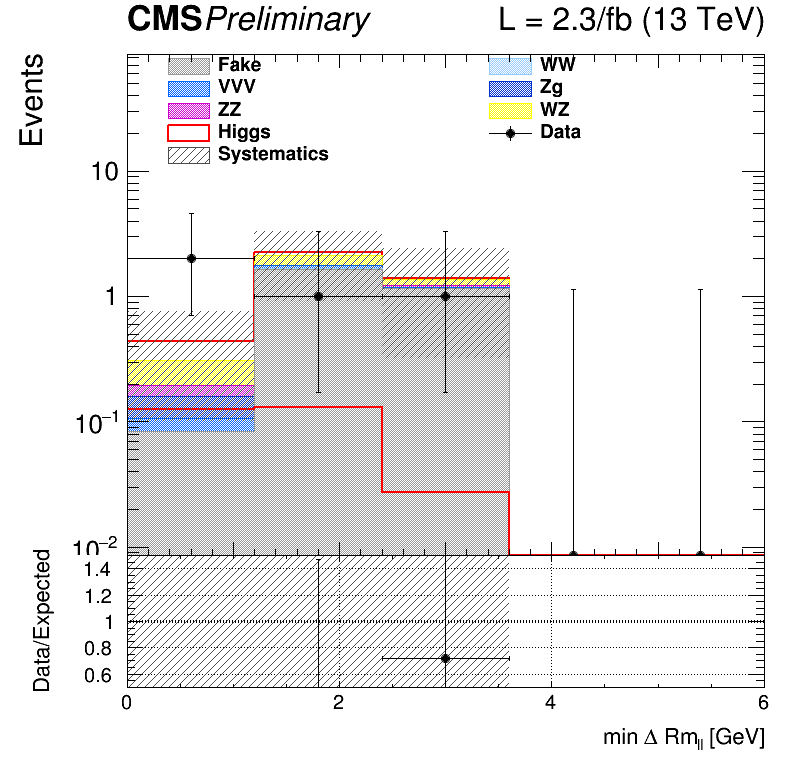 CMS Preliminary L = 2.3/fb (13 TeV)
Events
Fake WW
VVV Zg
ZZ WZ
Higgs Data
Systematics
10
1
10⁻¹
10⁻²
Data/Expected
1.4
1.2
1
0.8
0.6
0 2 4 6
min Δ Rm_ll [GeV]